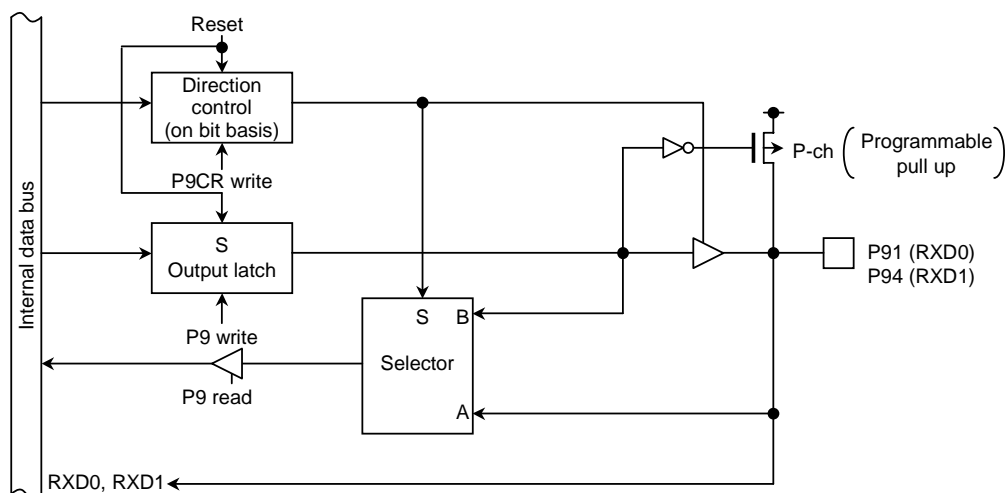 Reset
Direction
control
(on bit basis)
P9CR write
Internal data bus
P-ch
Programmable
pull up
S
Output latch
P91 (RXD0)
P94 (RXD1)
P9 write
S
B
Selector
A
P9 read
RXD0, RXD1